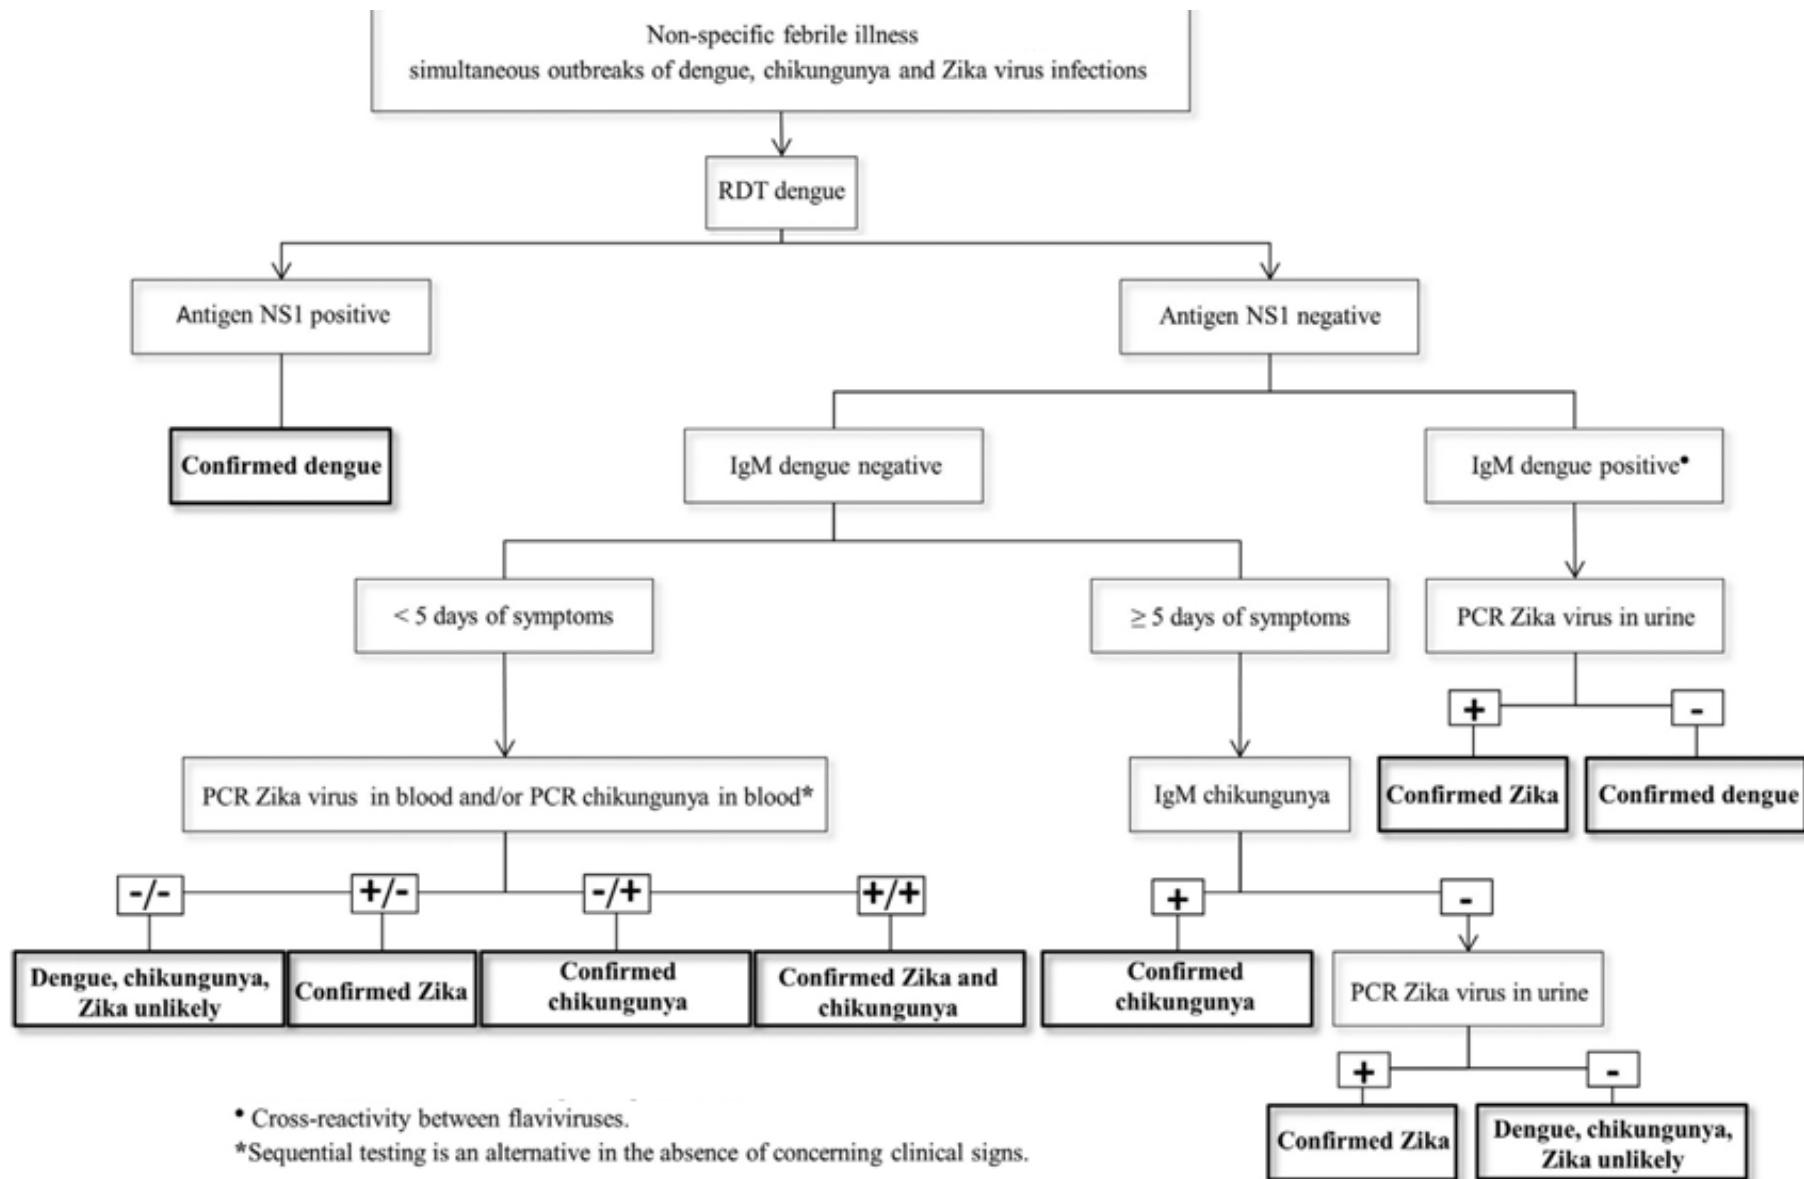 Non-specific febrile illness
simultaneous outbreaks of dengue, chikungunya and Zika virus infections
RDT dengue
Antigen NS1 positive
Antigen NS1 negative
Confirmed dengue
IgM dengue negative
IgM dengue positive•
< 5 days of symptoms
≥ 5 days of symptoms
PCR Zika virus in urine
+
-
PCR Zika virus in blood and/or PCR chikungunya in blood*
IgM chikungunya
Confirmed Zika
Confirmed dengue
-/-
+/-
-/+
+/+
+
-
Dengue, chikungunya,
Zika unlikely
Confirmed Zika
Confirmed
chikungunya
Confirmed Zika and
chikungunya
Confirmed
chikungunya
PCR Zika virus in urine
+
-
Confirmed Zika
Dengue, chikungunya,
Zika unlikely
• Cross-reactivity between flaviviruses.
*Sequential testing is an alternative in the absence of concerning clinical signs.